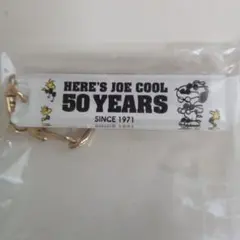 HERE'S JOE COOL
50 YEARS
SINCE 1971